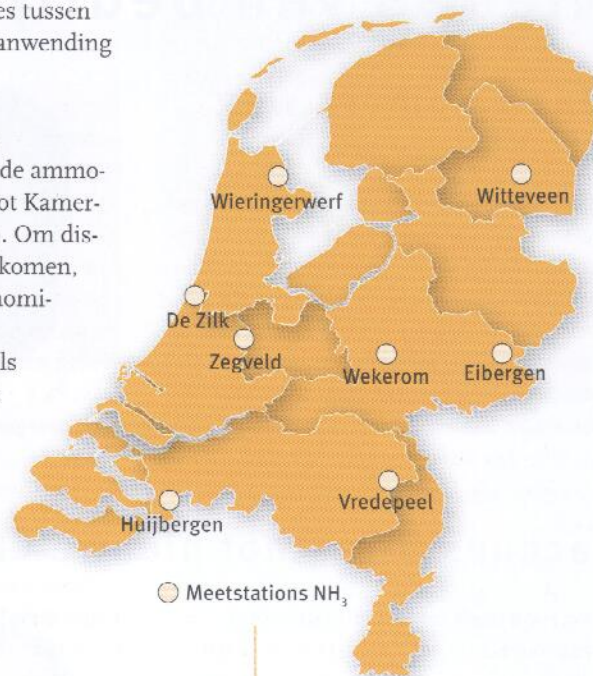 es tussen
anwending
de ammo-
ot Kamer-
. Om dis-
komen,
nomi-
ls
Wieringerwerf
Witteveen
De Zilk
Zegveld
Wekerom
Eibergen
Huijbergen
Vredepeel
Meetstations NH₃